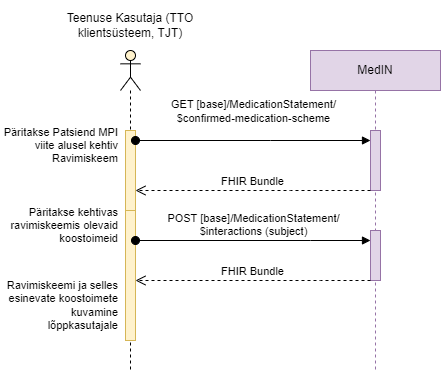 Teenuse Kasutaja (TTO
klientsüsteem, TJT)
MedIN
GET [base]/MedicationStatement/
$confirmed-medication-scheme
Päritakse Patsiend MPI
viite alusel kehtiv
Ravimiskeem
FHIR Bundle
Päritakse kehtivas
ravimiskeemis olevaid
koostoimeid
POST [base]/MedicationStatement/
$interactions (subject)
FHIR Bundle
Ravimiskeemi ja selles
esinevate koostoimete
kuvamine
lõppkasutajale